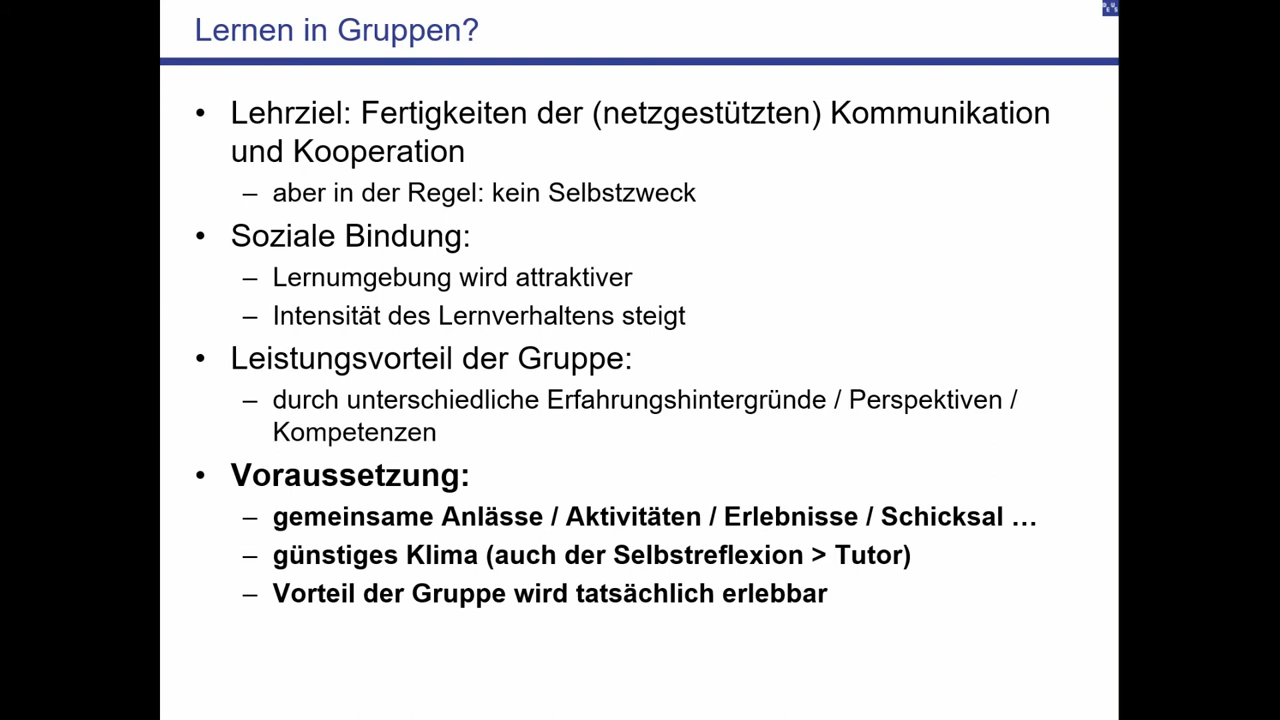 Lernen in Gruppen?
• Lehrziel: Fertigkeiten der (netzgestützten) Kommunikation
und Kooperation
– aber in der Regel: kein Selbstzweck
• Soziale Bindung:
– Lernumgebung wird attraktiver
– Intensität des Lernverhaltens steigt
• Leistungsvorteil der Gruppe:
– durch unterschiedliche Erfahrungshintergründe / Perspektiven /
Kompetenzen
• Voraussetzung:
– gemeinsame Anlässe / Aktivitäten / Erlebnisse / Schicksal …
– günstiges Klima (auch der Selbstreflexion > Tutor)
– Vorteil der Gruppe wird tatsächlich erlebbar